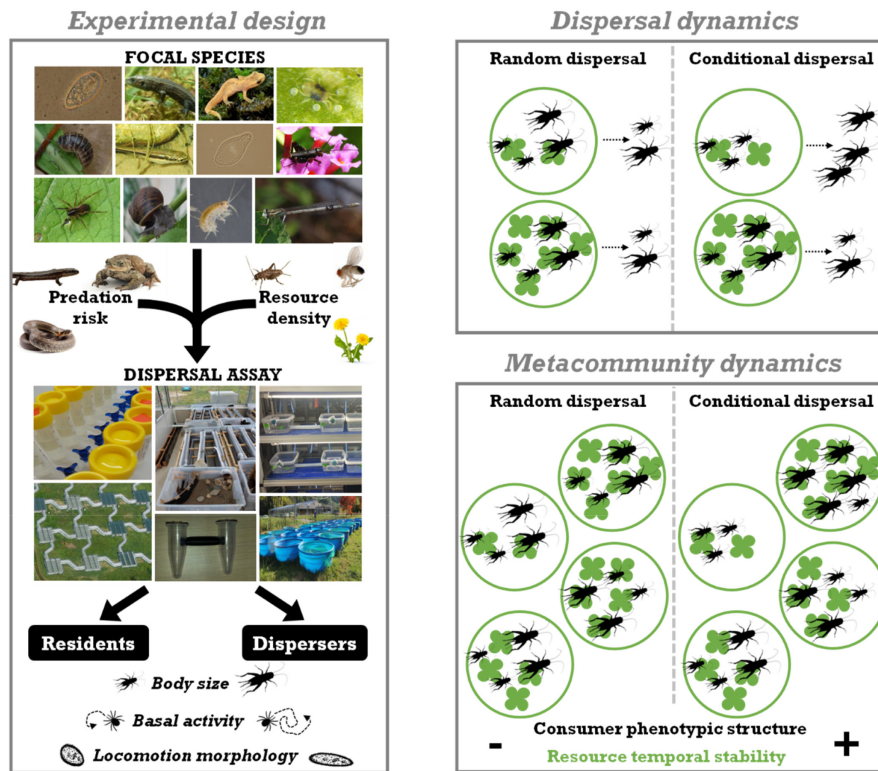 Experimental design
FOCAL SPECIES
Predation
risk
Resource
density
DISPERSAL ASSAY
Residents
Dispersers
Body size
Basal activity
Locomotion morphology
Dispersal dynamics
Random dispersal
Conditional dispersal
Metacommunity dynamics
Random dispersal
Conditional dispersal
Consumer phenotypic structure
- +
Resource temporal stability